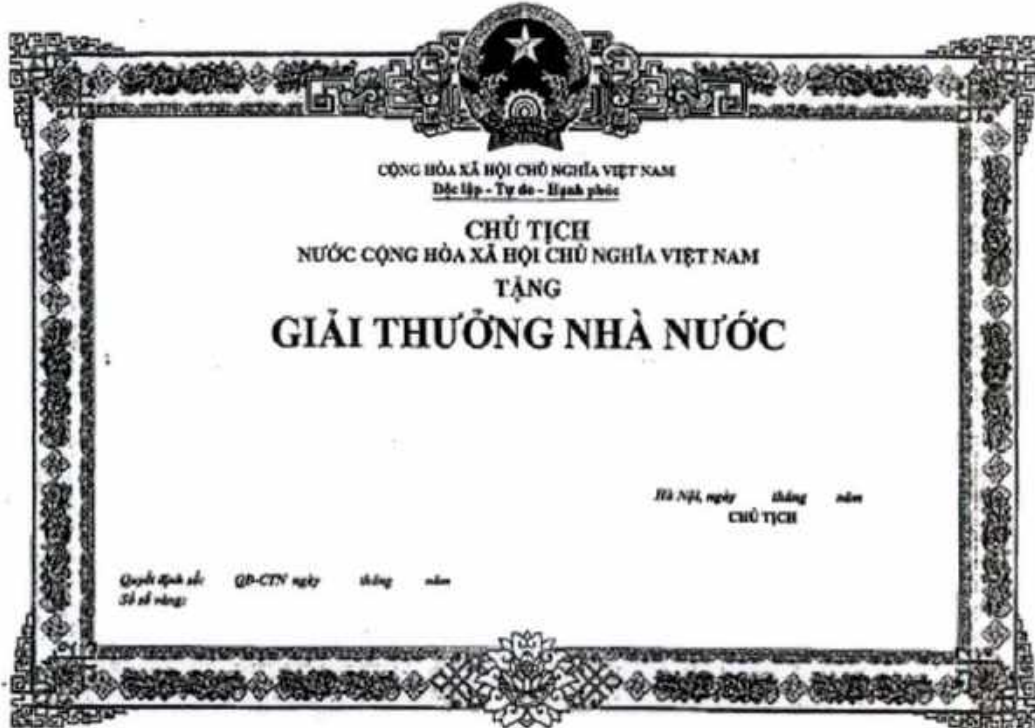 CỘNG HÒA XÃ HỘI CHỦ NGHĨA VIỆT NAM
Độc lập - Tự do - Hạnh phúc
CHỦ TỊCH
NƯỚC CỘNG HÒA XÃ HỘI CHỦ NGHĨA VIỆT NAM
TẶNG
GIẢI THƯỞNG NHÀ NƯỚC
Hà Nội, ngày tháng năm
CHỦ TỊCH
Quyết định số: QĐ-CTN ngày tháng năm
Số sổ vàng: